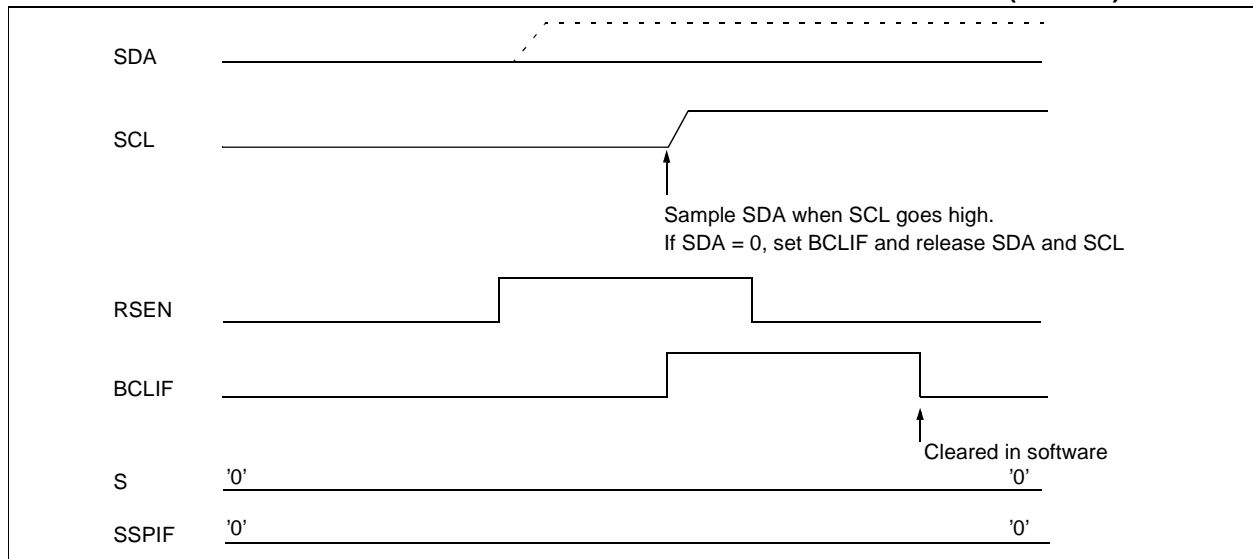 SDA
SCL
Sample SDA when SCL goes high.
If SDA = 0, set BCLIF and release SDA and SCL
RSEN
BCLIF
Cleared in software
S '0' '0'
SSPIF '0' '0'